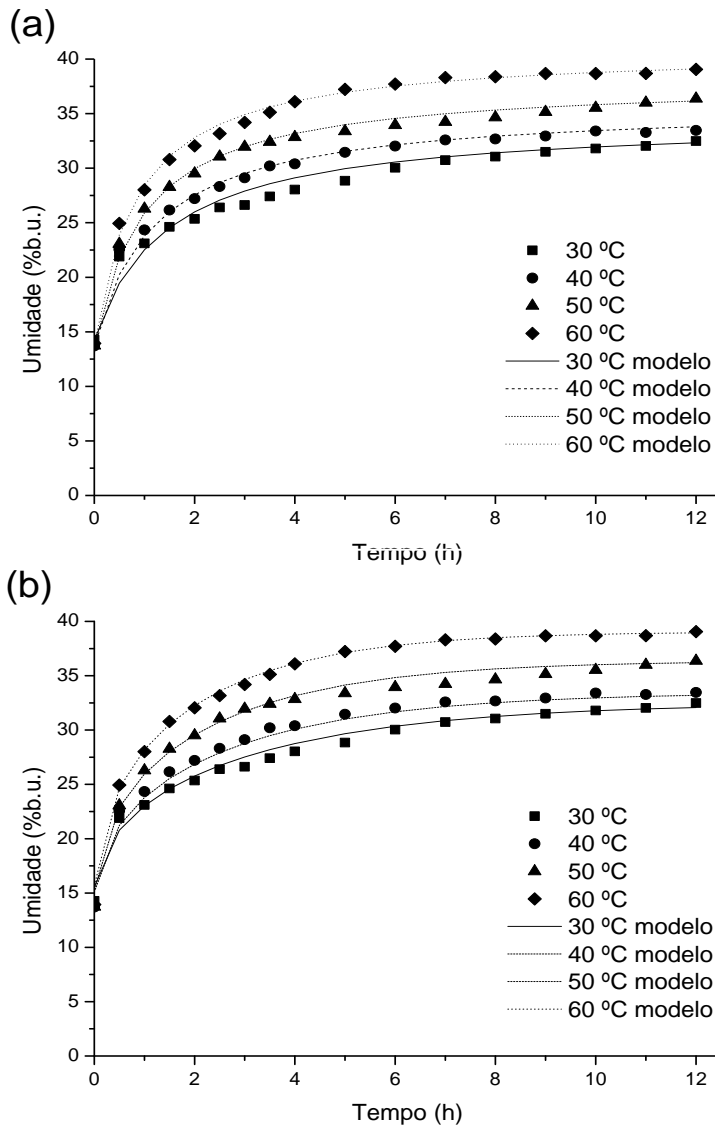 (a)
40
35
30
25
20
15
10
5
0
Umidade (%b.u.)
30 ºC
40 ºC
50 ºC
60 ºC
30 ºC modelo
40 ºC modelo
50 ºC modelo
60 ºC modelo
0 2 4 6 8 10 12
Tempo (h)
(b)
40
35
30
25
20
15
10
5
0
Umidade (%b.u.)
30 ºC
40 ºC
50 ºC
60 ºC
30 ºC modelo
40 ºC modelo
50 ºC modelo
60 ºC modelo
0 2 4 6 8 10 12
Tempo (h)